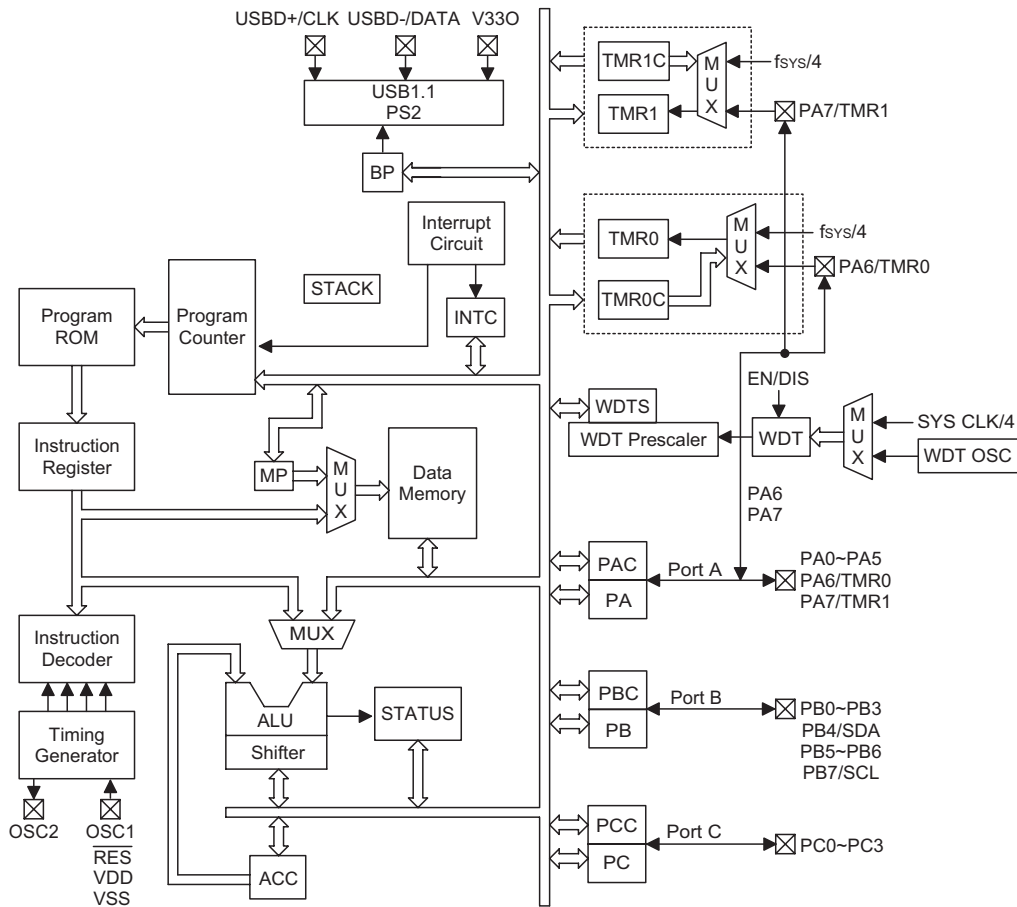 USBD+/CLK
USBD-/DATA
V33O
USB1.1
PS2
BP
TMR1C
TMR1
MUX
fSYS/4
PA7/TMR1
TMR0
TMR0C
MUX
fSYS/4
PA6/TMR0
Interrupt
Circuit
STACK
INTC
Program
ROM
Program
Counter
EN/DIS
WDTS
WDT Prescaler
WDT
MUX
SYS CLK/4
WDT OSC
Instruction
Register
MP
MUX
Data
Memory
PA6
PA7
PAC
PA
Port A
PA0~PA5
PA6/TMR0
PA7/TMR1
MUX
Instruction
Decoder
ALU
Shifter
STATUS
PBC
PB
Port B
PB0~PB3
PB4/SDA
PB5~PB6
PB7/SCL
Timing
Generator
OSC2
OSC1
RES
VDD
VSS
ACC
PCC
PC
Port C
PC0~PC3